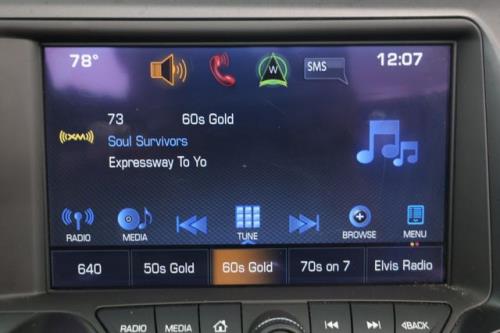 78° SMS 12:07
W
73 60s Gold
((XM))
Soul Survivors
Expressway To Yo
RADIO MEDIA TUNE BROWSE MENU
640 50s Gold 60s Gold 70s on 7 Elvis Radio
RADIO MEDIA BACK